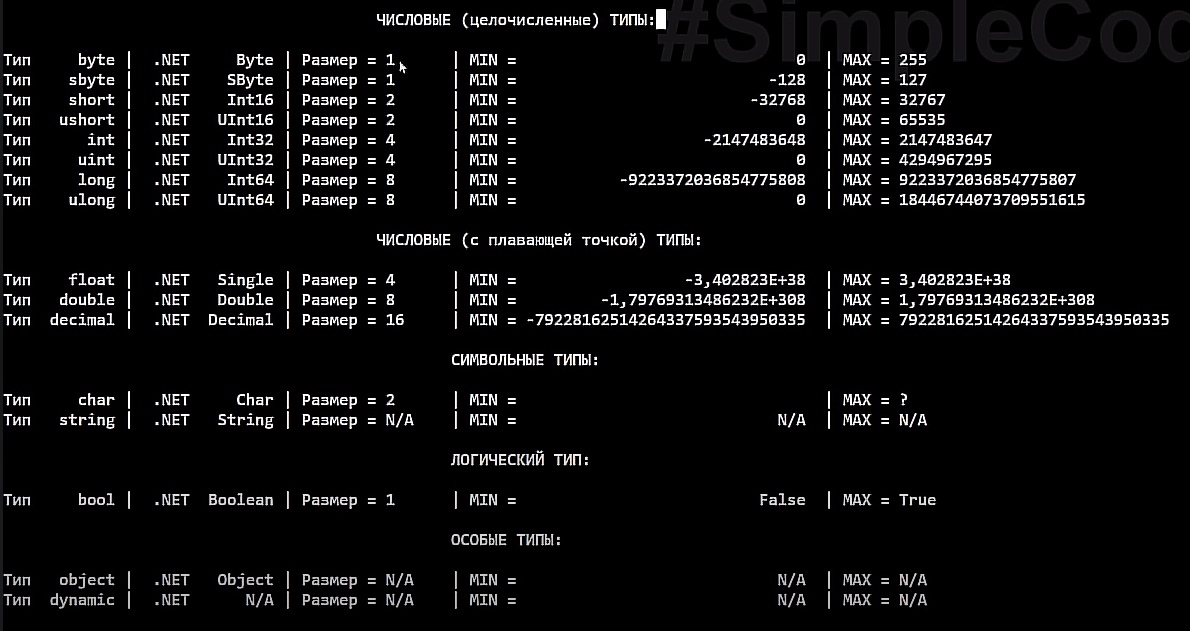 #SimpleCod
ЧИСЛОВЫЕ (целочисленные) ТИПЫ:
Тип byte | .NET Byte | Размер = 1 | MIN = 0 | MAX = 255
Тип sbyte | .NET SByte | Размер = 1 | MIN = -128 | MAX = 127
Тип short | .NET Int16 | Размер = 2 | MIN = -32768 | MAX = 32767
Тип ushort | .NET UInt16 | Размер = 2 | MIN = 0 | MAX = 65535
Тип int | .NET Int32 | Размер = 4 | MIN = -2147483648 | MAX = 2147483647
Тип uint | .NET UInt32 | Размер = 4 | MIN = 0 | MAX = 4294967295
Тип long | .NET Int64 | Размер = 8 | MIN = -9223372036854775808 | MAX = 9223372036854775807
Тип ulong | .NET UInt64 | Размер = 8 | MIN = 0 | MAX = 18446744073709551615
ЧИСЛОВЫЕ (с плавающей точкой) ТИПЫ:
Тип float | .NET Single | Размер = 4 | MIN = -3,402823E+38 | MAX = 3,402823E+38
Тип double | .NET Double | Размер = 8 | MIN = -1,79769313486232E+308 | MAX = 1,79769313486232E+308
Тип decimal | .NET Decimal | Размер = 16 | MIN = -79228162514264337593543950335 | MAX = 79228162514264337593543950335
СИМВОЛЬНЫЕ ТИПЫ:
Тип char | .NET Char | Размер = 2 | MIN = | MAX = ?
Тип string | .NET String | Размер = N/A | MIN = N/A | MAX = N/A
ЛОГИЧЕСКИЙ ТИП:
Тип bool | .NET Boolean | Размер = 1 | MIN = False | MAX = True
ОСОБЫЕ ТИПЫ:
Тип object | .NET Object | Размер = N/A | MIN = N/A | MAX = N/A
Тип dynamic | .NET N/A | Размер = N/A | MIN = N/A | MAX = N/A